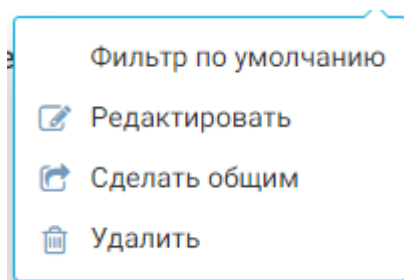 Фильтр по умолчанию
Редактировать
Сделать общим
Удалить